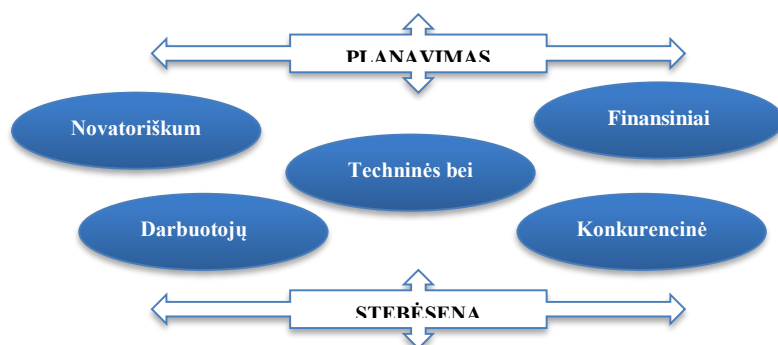 PLANAVIMAS
Novatoriškum
Finansiniai
Techninės bei
Darbuotojų
Konkurencinė
STEBĖSENA